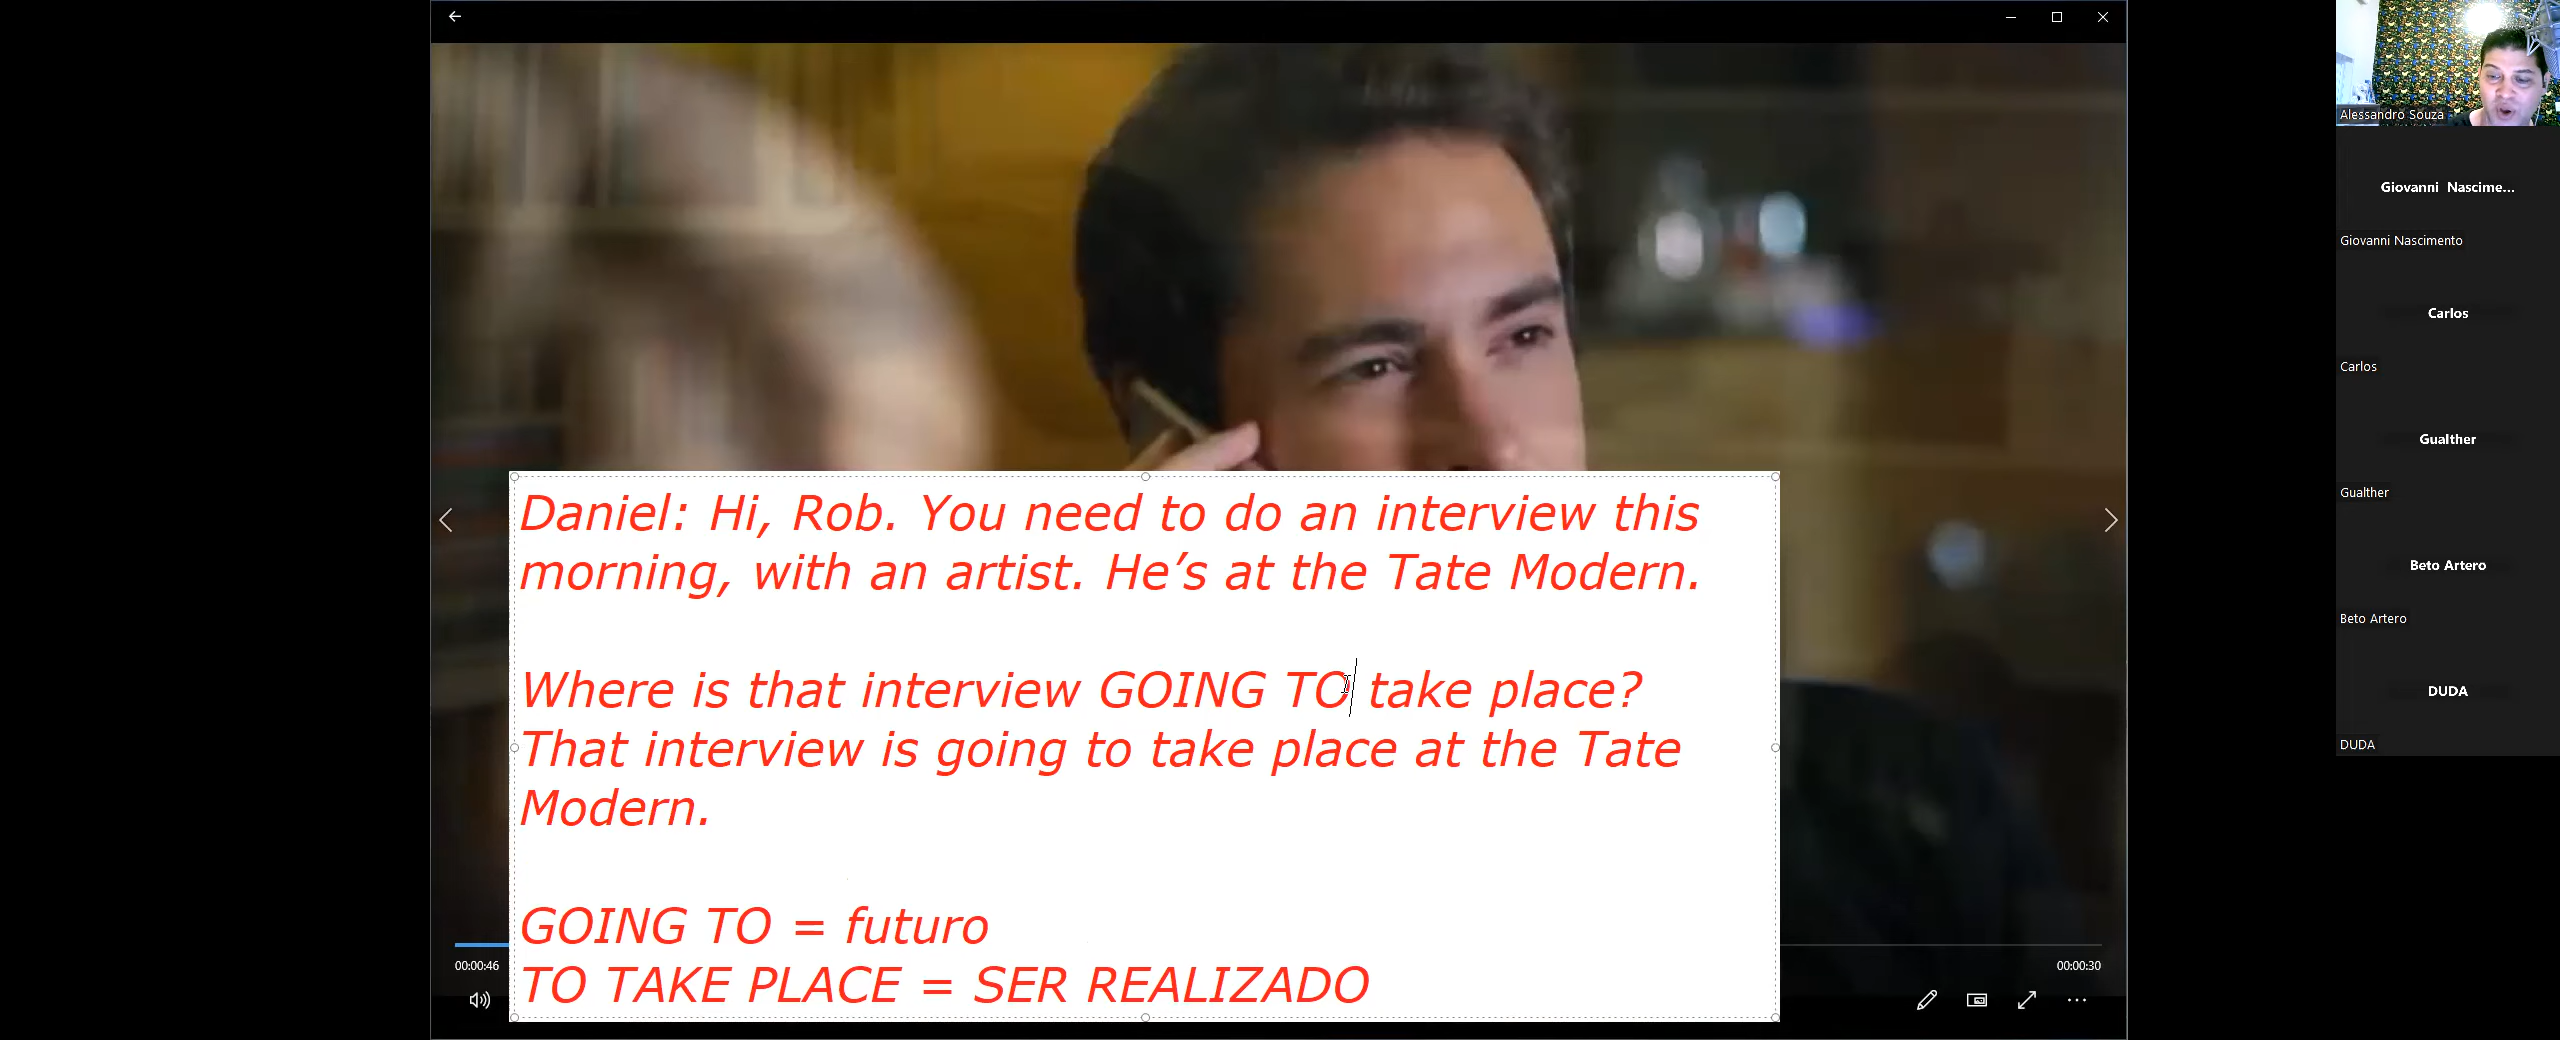 Alessandro Souza
Giovanni Nascime...
Giovanni Nascimento
Carlos
Carlos
Gualther
Gualther
Beto Artero
Beto Artero
DUDA
DUDA
Daniel: Hi, Rob. You need to do an interview this
morning, with an artist. He’s at the Tate Modern.
Where is that interview GOING TO take place?
That interview is going to take place at the Tate
Modern.
GOING TO = futuro
TO TAKE PLACE = SER REALIZADO
00:00:46
00:00:30